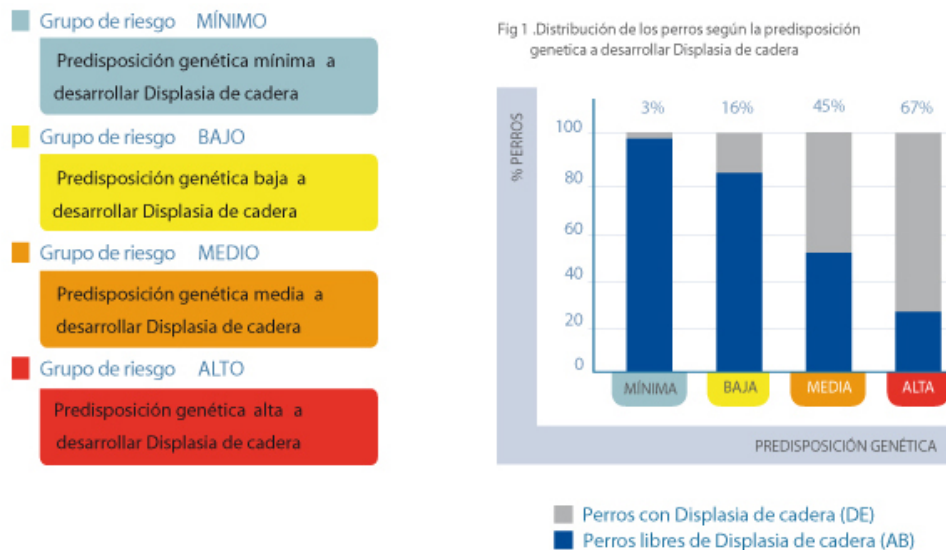 Grupo de riesgo MÍNIMO
Predisposición genética mínima a
desarrollar Displasia de cadera
Grupo de riesgo BAJO
Predisposición genética baja a
desarrollar Displasia de cadera
Grupo de riesgo MEDIO
Predisposición genética media a
desarrollar Displasia de cadera
Grupo de riesgo ALTO
Predisposición genética alta a
desarrollar Displasia de cadera
Fig 1 .Distribución de los perros según la predisposición
genetica a desarrollar Displasia de cadera
% PERROS
3% 16% 45% 67%
100
80
60
40
20
0
MÍNIMA BAJA MEDIA ALTA
PREDISPOSICIÓN GENÉTICA
Perros con Displasia de cadera (DE)
Perros libres de Displasia de cadera (AB)